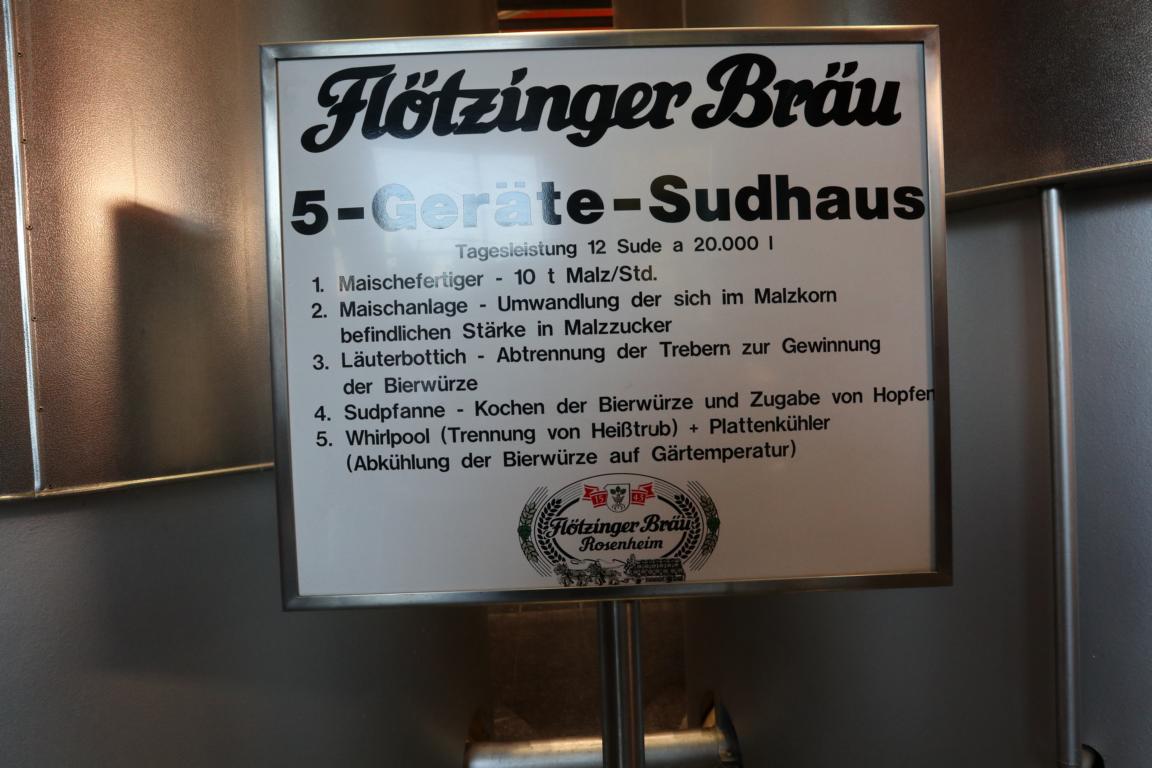 Flötzinger Bräu
5-Geräte-Sudhaus
Tagesleistung 12 Sude a 20.000 l
1. Maischefertiger - 10 t Malz/Std.
2. Maischanlage - Umwandlung der sich im Malzkorn
befindlichen Stärke in Malzzucker
3. Läuterbottich - Abtrennung der Trebern zur Gewinnung
der Bierwürze
4. Sudpfanne - Kochen der Bierwürze und Zugabe von Hopfen
5. Whirlpool (Trennung von Heißtrub) + Plattenkühler
(Abkühlung der Bierwürze auf Gärtemperatur)
15 43
Flötzinger Bräu
Rosenheim